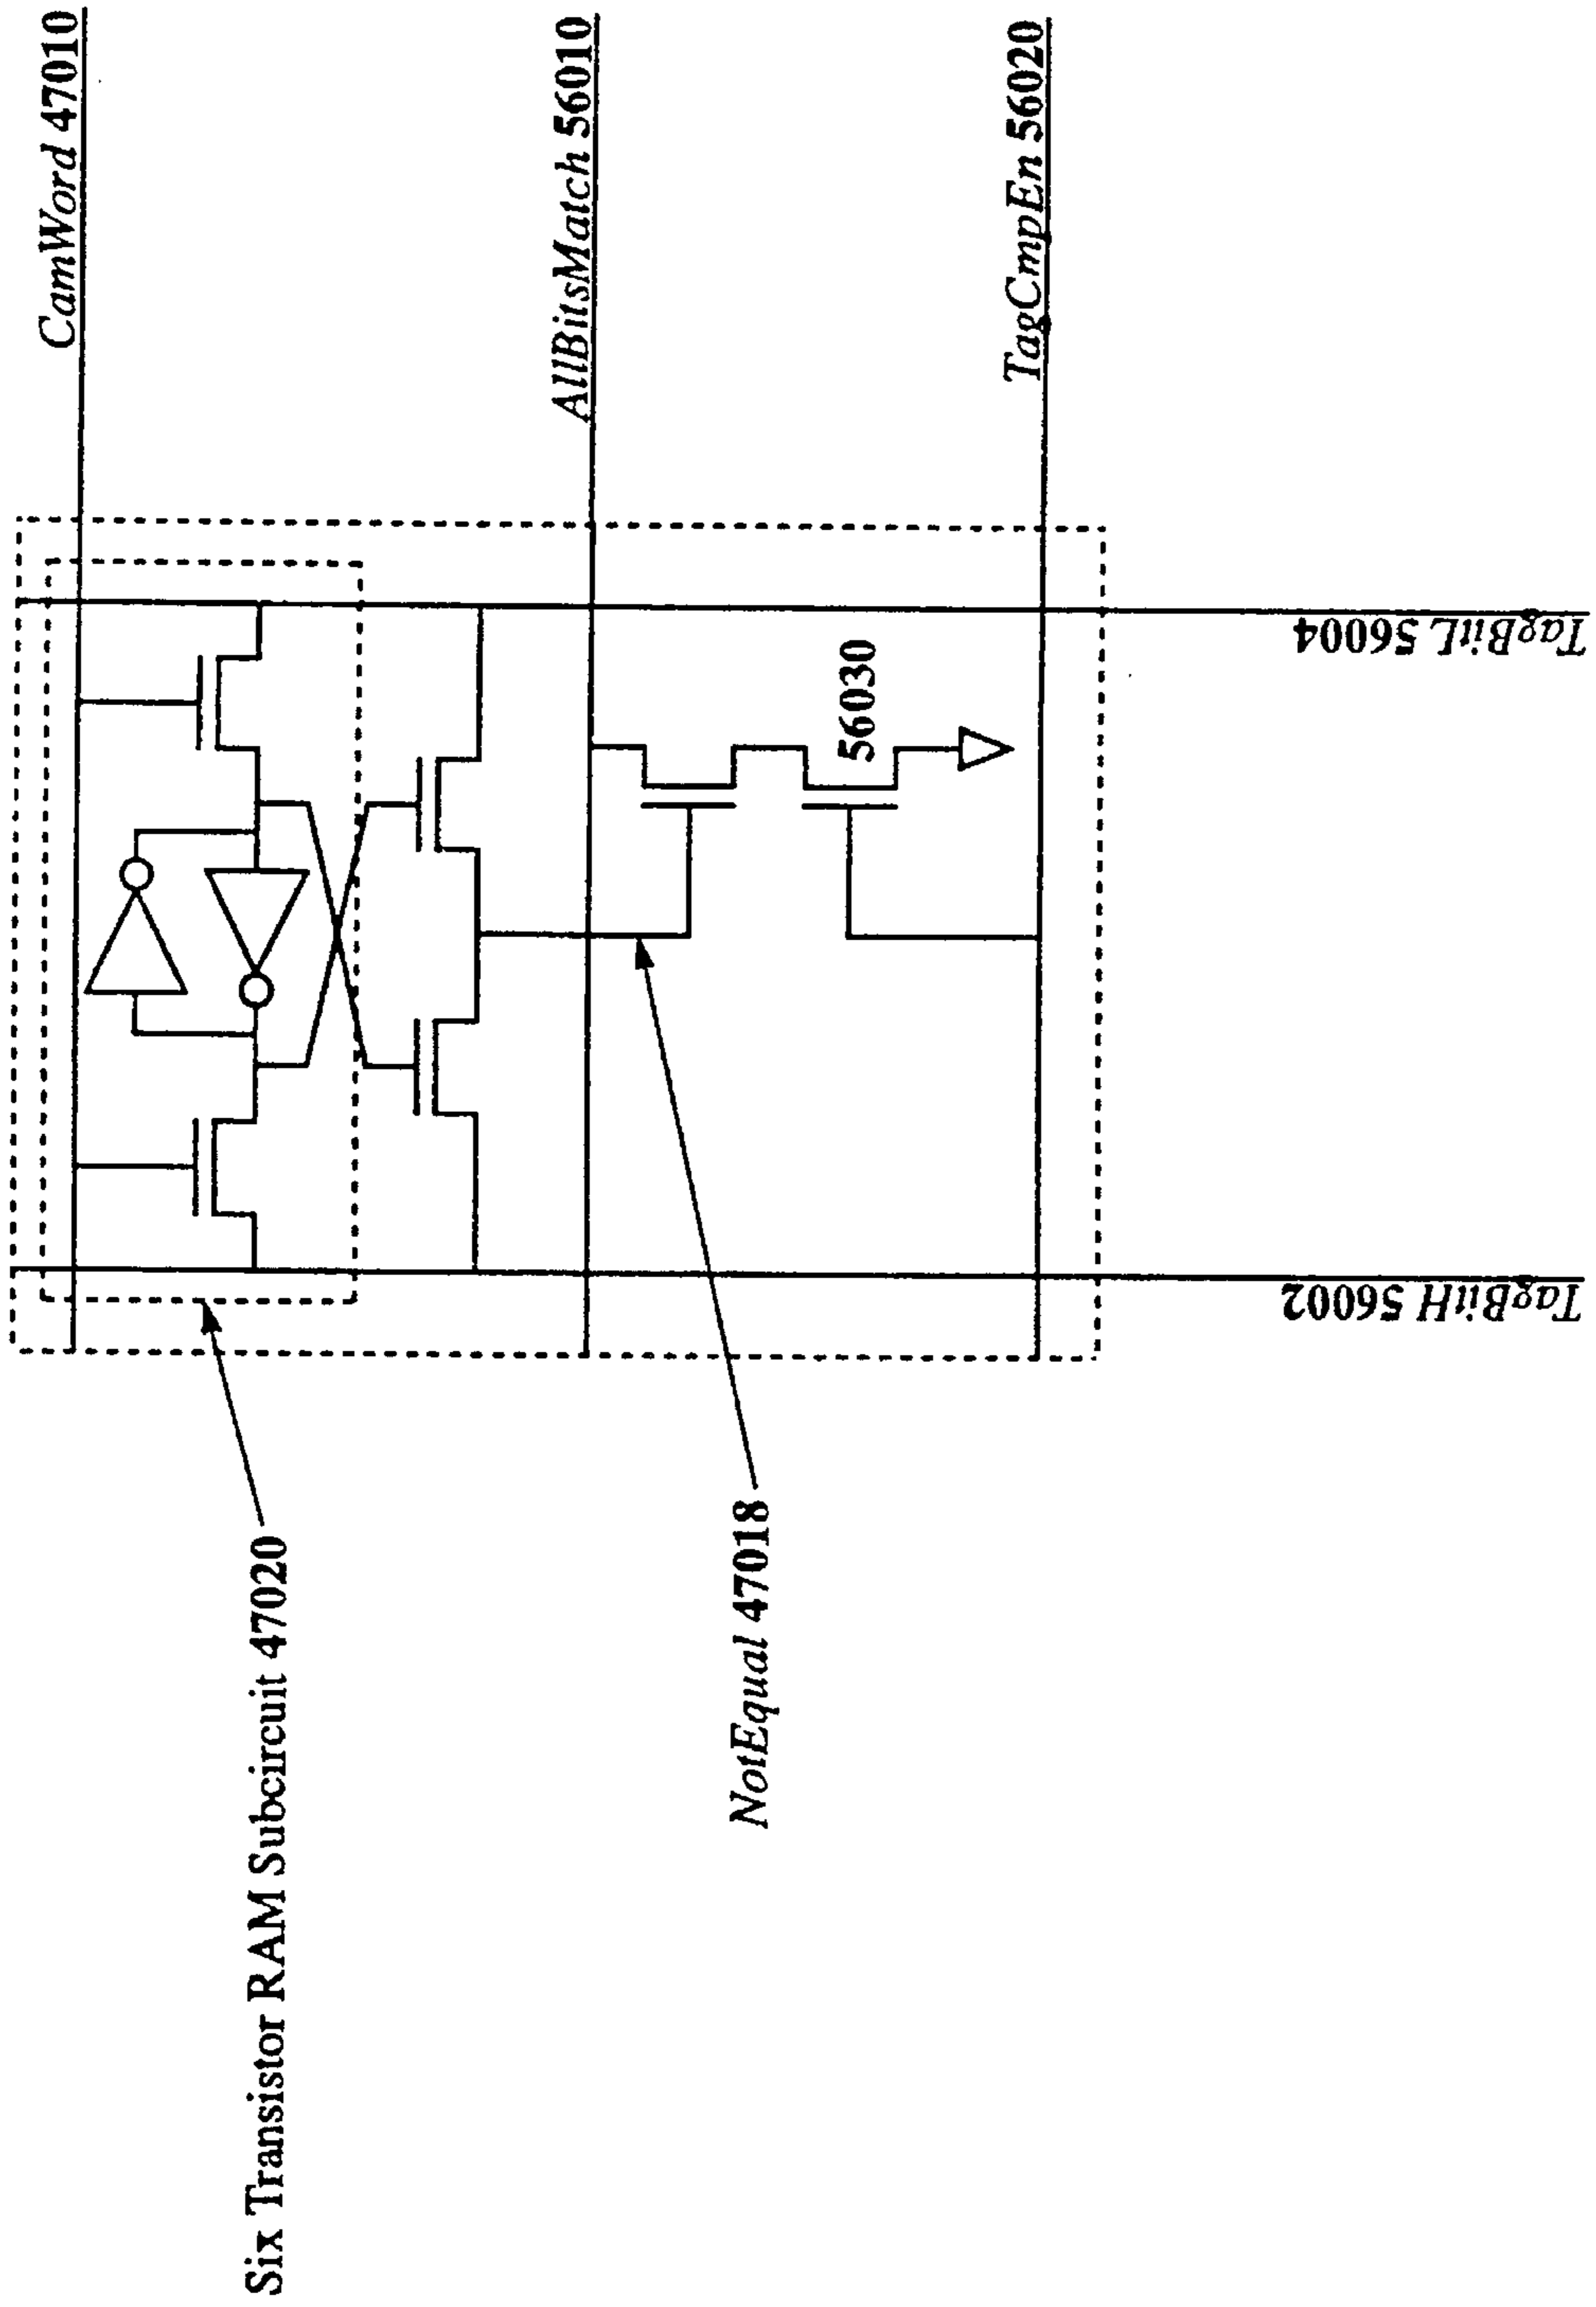 CamWord 47010
AllBitsMatch 56010
TagCmpEn 56020
56030
TagBitL 56004
TagBitH 56002
Six Transistor RAM Subcircuit 47020
NotEqual 47018